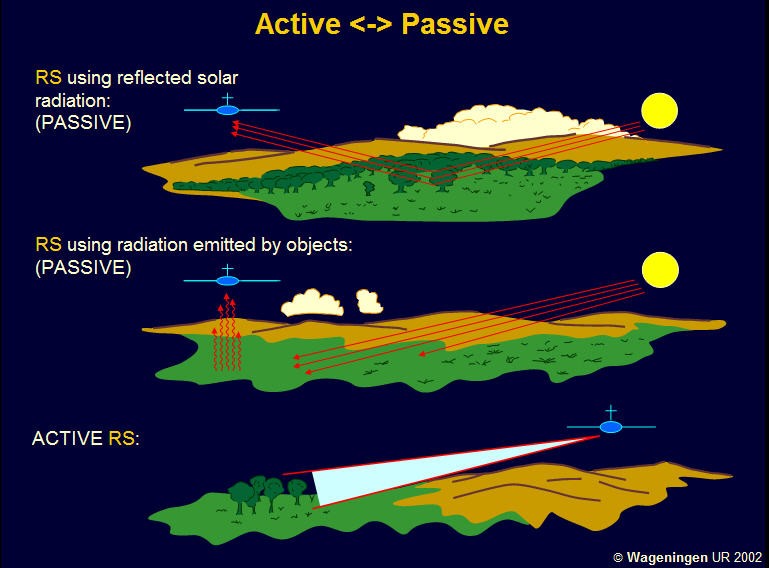 Active <-> Passive
RS using reflected solar
radiation:
(PASSIVE)
RS using radiation emitted by objects:
(PASSIVE)
ACTIVE RS:
© Wageningen UR 2002